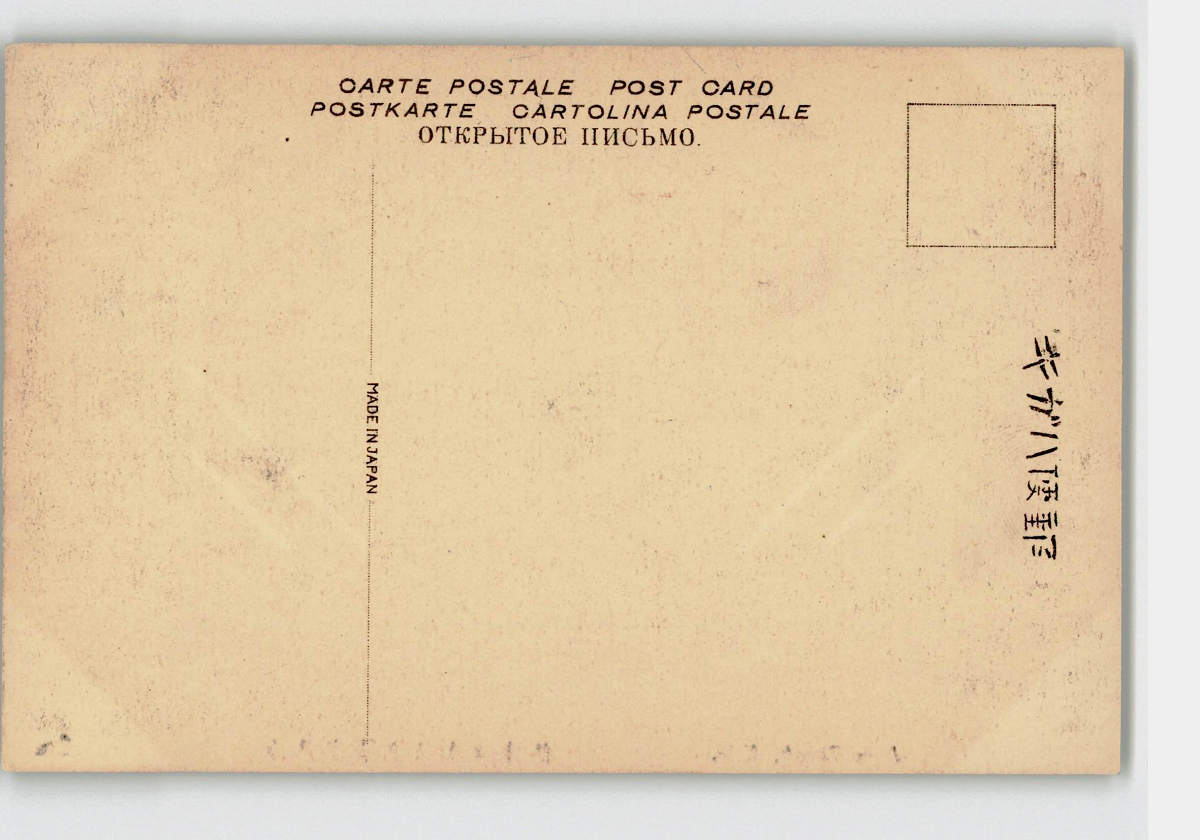 CARTE POSTALE POST CARD
POSTKARTE CARTOLINA POSTALE
ОТКРЫТОЕ ПИСЬМО.
MADE IN JAPAN
郵便ハガキ